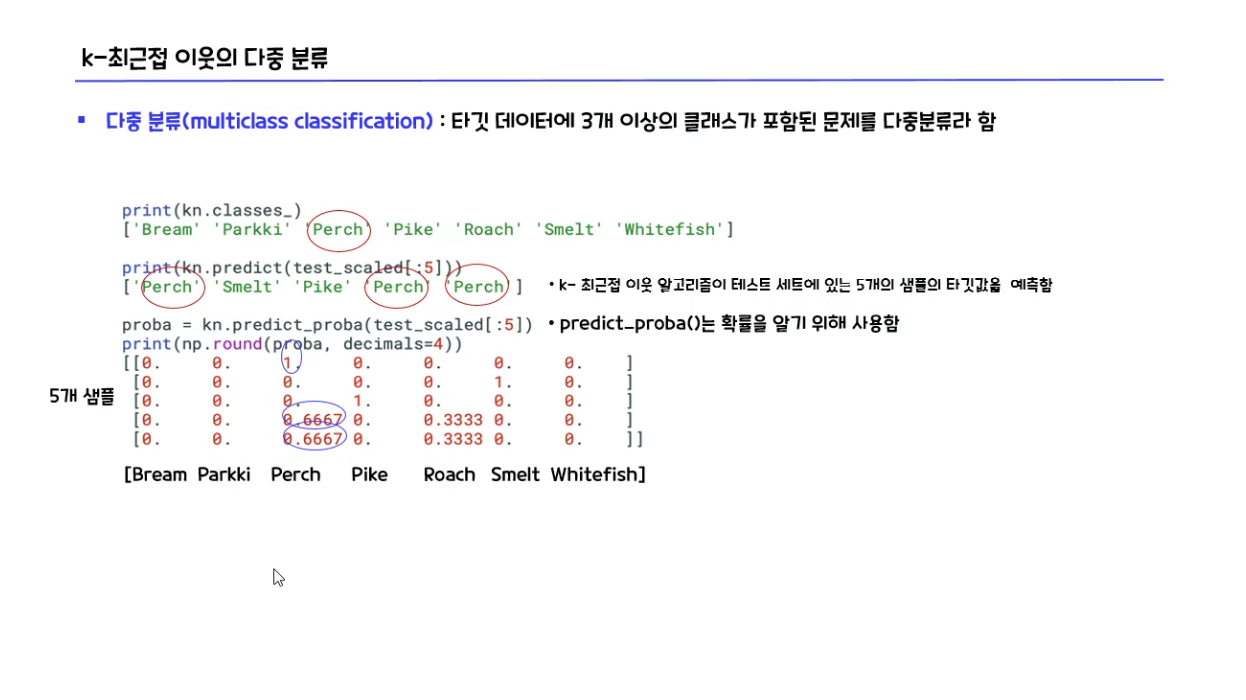 k-최근접 이웃의 다중 분류
▪ 다중 분류(multiclass classification) : 타깃 데이터에 3개 이상의 클래스가 포함된 문제를 다중분류라 함
print(kn.classes_)
['Bream' 'Parkki' 'Perch' 'Pike' 'Roach' 'Smelt' 'Whitefish']
print(kn.predict(test_scaled[:5]))
['Perch' 'Smelt' 'Pike' 'Perch' 'Perch' ]
• k- 최근접 이웃 알고리즘이 테스트 세트에 있는 5개의 샘플의 타깃값을 예측함
proba = kn.predict_proba(test_scaled[:5])
• predict_proba()는 확률을 알기 위해 사용함
print(np.round(proba, decimals=4))
[[0. 0. 1. 0. 0. 0. 0. ]
[0. 0. 0. 0. 0. 1. 0. ]
5개 샘플
[0. 0. 0. 1. 0. 0. 0. ]
[0. 0. 0.6667 0. 0.3333 0. 0. ]
[0. 0. 0.6667 0. 0.3333 0. 0. ]]
[Bream Parkki Perch Pike Roach Smelt Whitefish]